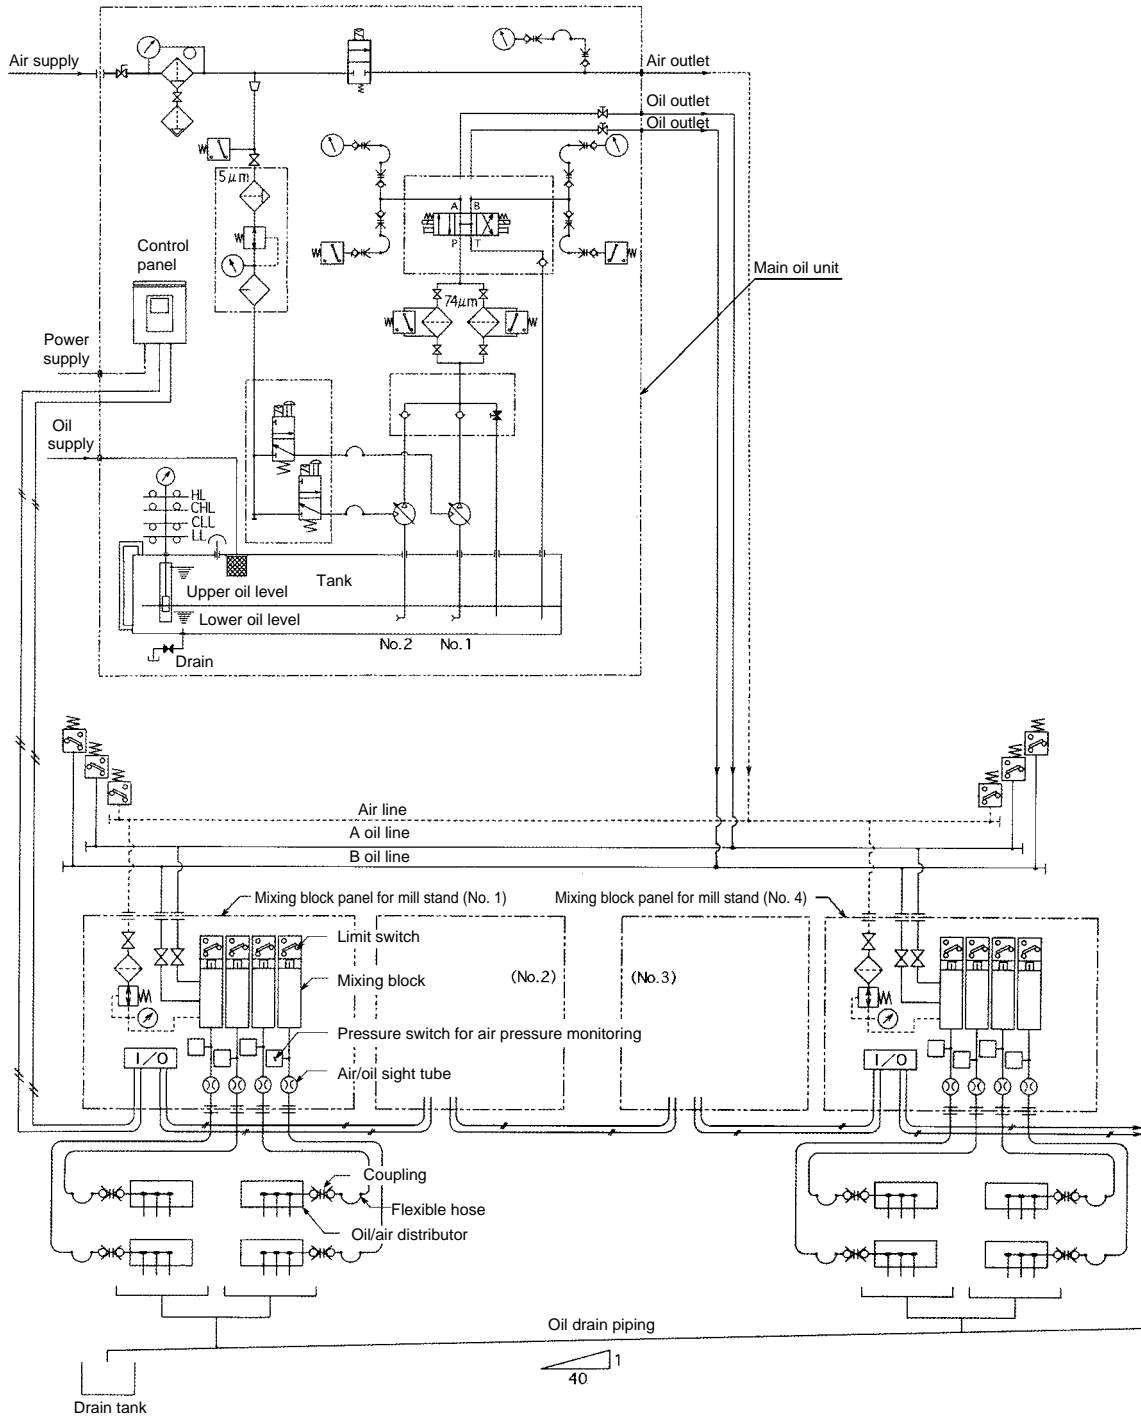 Air supply
Air outlet
Oil outlet
Oil outlet
5μm
A B
P T
Control
panel
Main oil unit
74μm
Power
supply
Oil
supply
HL
CHL
CLL
LL
Tank
Upper oil level
Lower oil level
No.2 No.1
Drain
Air line
A oil line
B oil line
Mixing block panel for mill stand (No. 1)
Mixing block panel for mill stand (No. 4)
Limit switch
Mixing block
(No.2)
(No.3)
Pressure switch for air pressure monitoring
I/O
I/O
Air/oil sight tube
Coupling
Flexible hose
Oil/air distributor
Oil drain piping
1
40
Drain tank